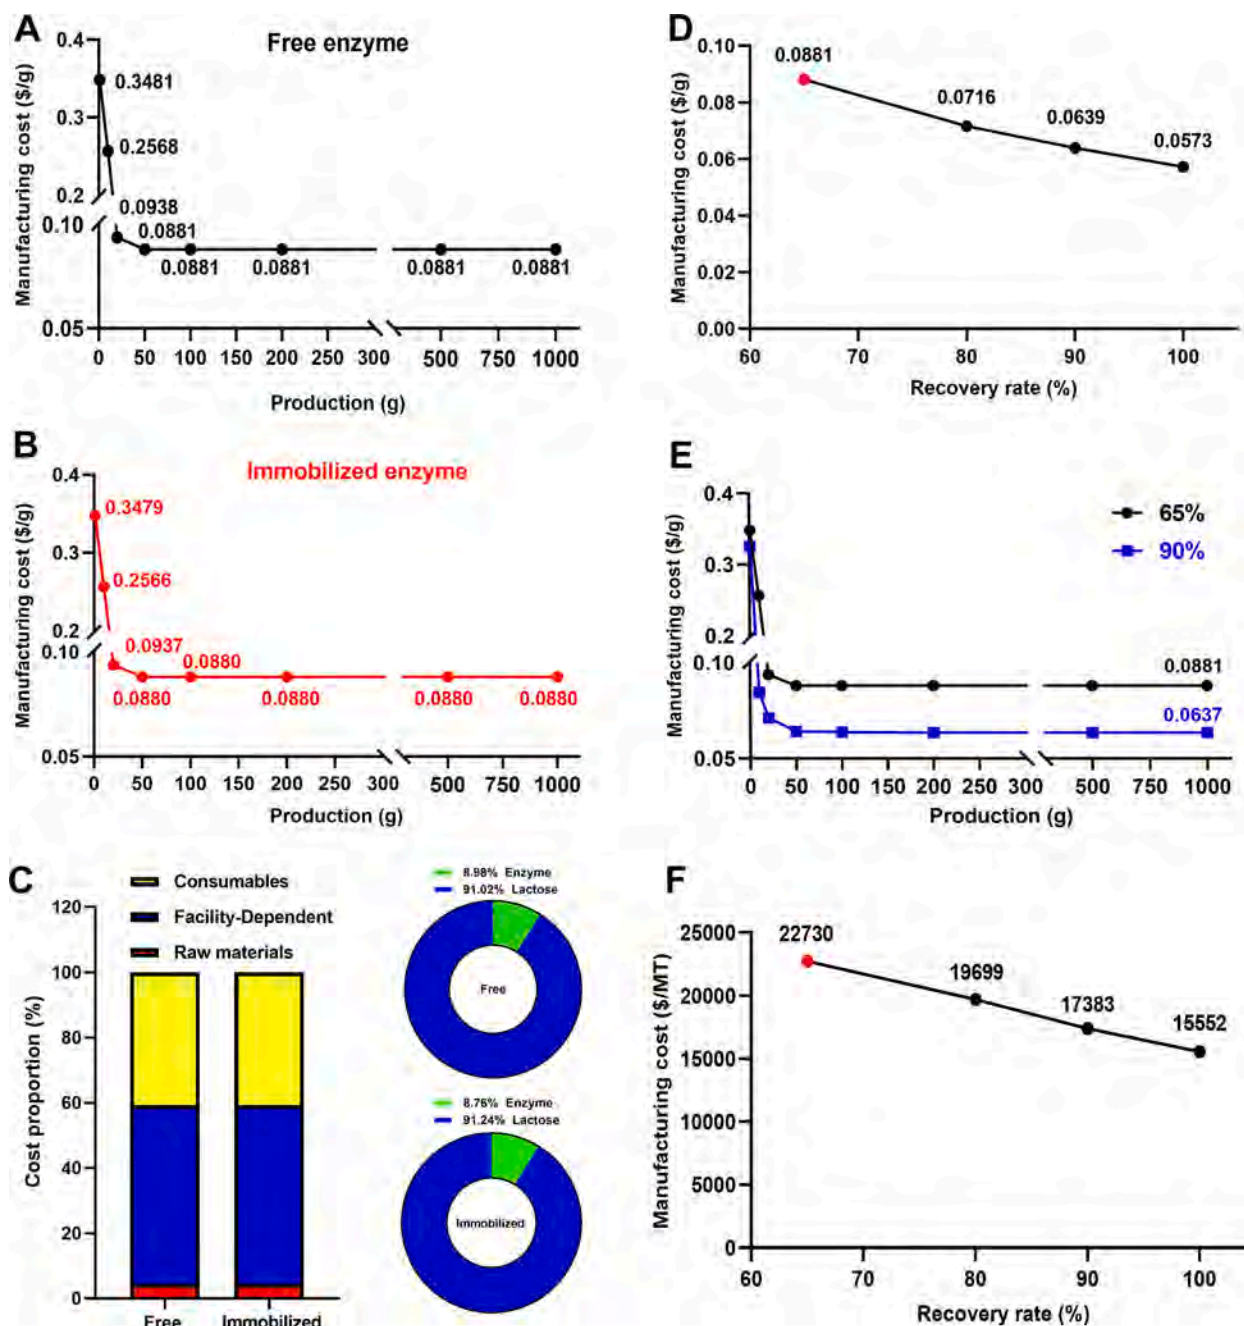 A
Free enzyme
Manufacturing cost ($/g)
0.4
0.3
0.2
0.10
0.05
0.3481
0.2568
0.0938
0.0881
0.0881
0.0881
0.0881
0.0881
0 50 100 150 200 250 300 500 750 1000
Production (g)
B
Immobilized enzyme
Manufacturing cost ($/g)
0.4
0.3
0.2
0.10
0.05
0.3479
0.2566
0.0937
0.0880
0.0880
0.0880
0.0880
0.0880
0 50 100 150 200 250 300 500 750 1000
Production (g)
C
Consumables
Facility-Dependent
Raw materials
Cost proportion (%)
120
100
80
60
40
20
0
Free Immobilized
8.98% Enzyme
91.02% Lactose
Free
8.76% Enzyme
91.24% Lactose
Immobilized
D
Manufacturing cost ($/g)
0.10
0.08
0.06
0.04
0.02
0.00
0.0881
0.0716
0.0639
0.0573
60 70 80 90 100
Recovery rate (%)
E
Manufacturing cost ($/g)
0.4
0.3
0.2
0.10
0.05
65%
90%
0.0881
0.0637
0 50 100 150 200 250 300 500 750 1000
Production (g)
F
Manufacturing cost ($/MT)
25000
20000
15000
10000
5000
0
22730
19699
17383
15552
60 70 80 90 100
Recovery rate (%)